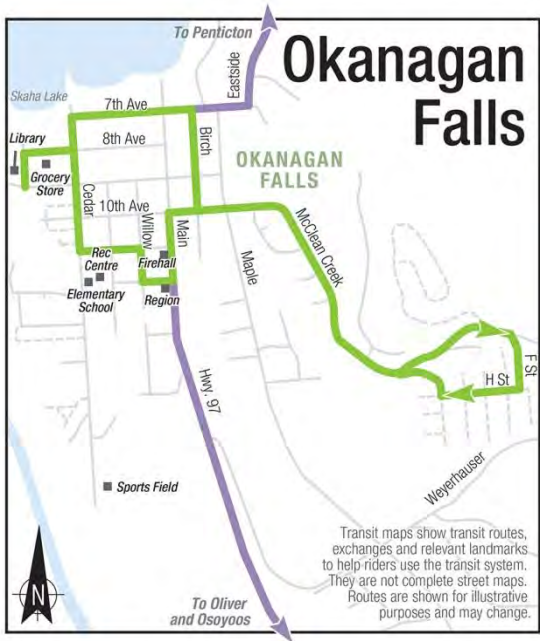 To Penticton
Okanagan
Falls
Skaha Lake
Eastside
7th Ave
Library
8th Ave
Birch
Grocery
Store
OKANAGAN
FALLS
Cedar
10th Ave
Willow
Main
McClean Creek
Rec
Centre
Firehall
Maple
Elementary
School
Region
F St
H St
Hwy. 97
Weyerhauser
Sports Field
Transit maps show transit routes,
exchanges and relevant landmarks
to help riders use the transit system.
They are not complete street maps.
Routes are shown for illustrative
purposes and may change.
N
To Oliver
and Osoyoos